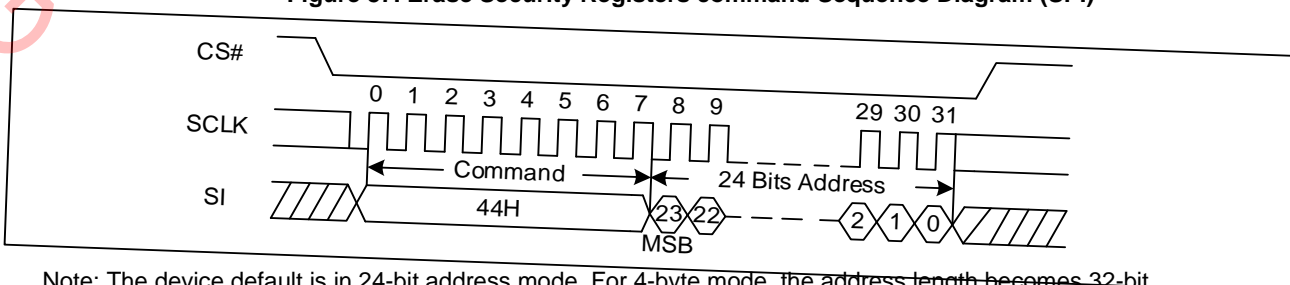 Figure 37. Erase Security Registers command Sequence Diagram (SPI)
CS#
0 1 2 3 4 5 6 7 8 9 29 30 31
SCLK
Command 24 Bits Address
SI 44H 23 22 2 1 0
MSB
Note: The device default is in 24-bit address mode. For 4-byte mode, the address length becomes 32-bit.